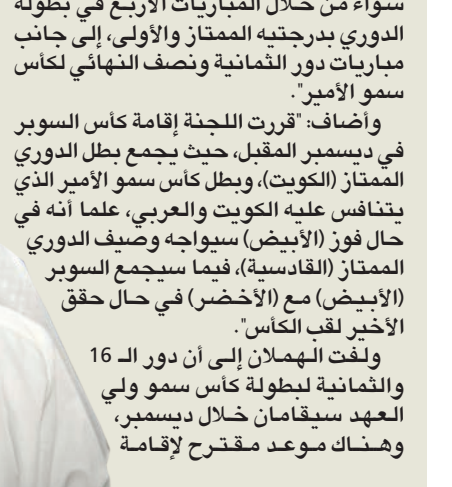 سواء من خلال المباريات الأربع في بطولة
الدوري بدرجتيه الممتاز والأولى، إلى جانب
مباريات دور الثمانية ونصف النهائي لكأس
سمو الأمير".
وأضاف: "قررت اللجنة إقامة كأس السوبر
في ديسمبر المقبل، حيث يجمع بطل الدوري
الممتاز (الكويت)، وبطل كأس سمو الأمير الذي
يتنافس عليه الكويت والعربي، علما أنه في
حال فوز (الأبيض) سيواجه وصيف الدوري
الممتاز (القادسية)، فيما سيجمع السوبر
(الأبيض) مع (الأخضر) في حال حقق
الأخير لقب الكأس".
ولفت الهملان إلى أن دور الـ 16
والثمانية لبطولة كأس سمو ولي
العهد سيقامان خلال ديسمبر،
وهناك موعد مقترح لإقامة